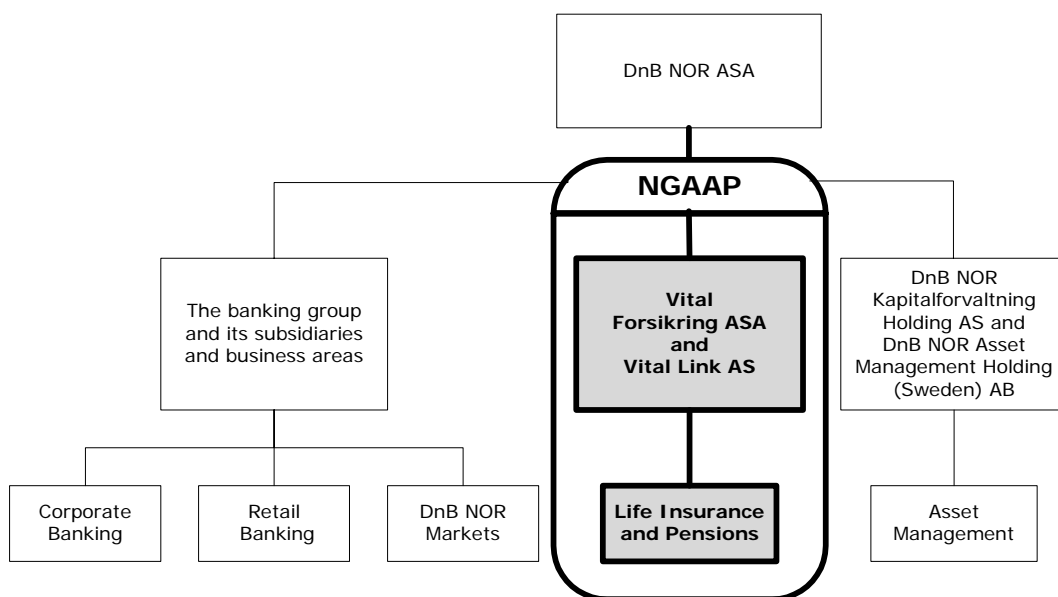 DnB NOR ASA
NGAAP
The banking group
and its subsidiaries
and business areas
Vital
Forsikring ASA
and
Vital Link AS
DnB NOR
Kapitalforvaltning
Holding AS and
DnB NOR Asset
Management Holding
(Sweden) AB
Corporate
Banking
Retail
Banking
DnB NOR
Markets
Life Insurance
and Pensions
Asset
Management